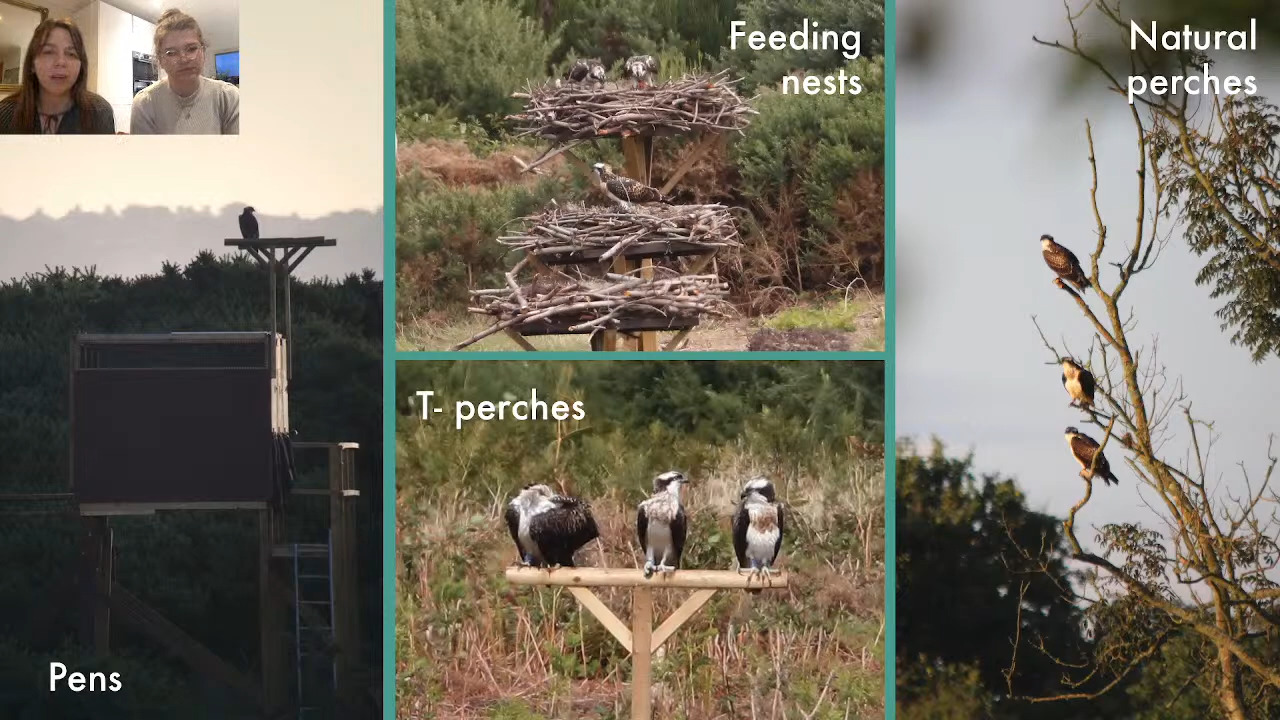 Feeding
nests
Natural
perches
T- perches
Pens